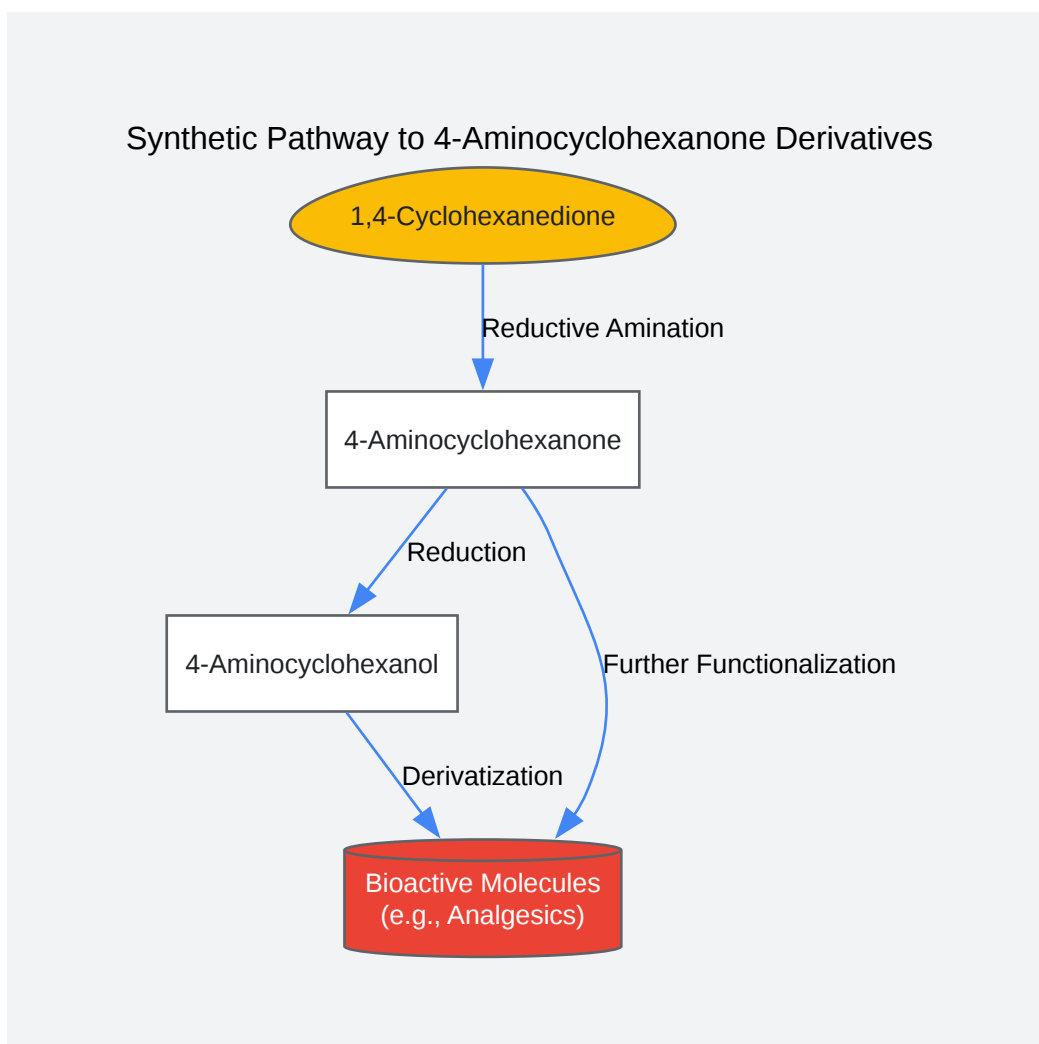 Synthetic Pathway to 4-Aminocyclohexanone Derivatives
1,4-Cyclohexanedione
Reductive Amination
4-Aminocyclohexanone
Reduction
4-Aminocyclohexanol
Further Functionalization
Derivatization
Bioactive Molecules
(e.g., Analgesics)